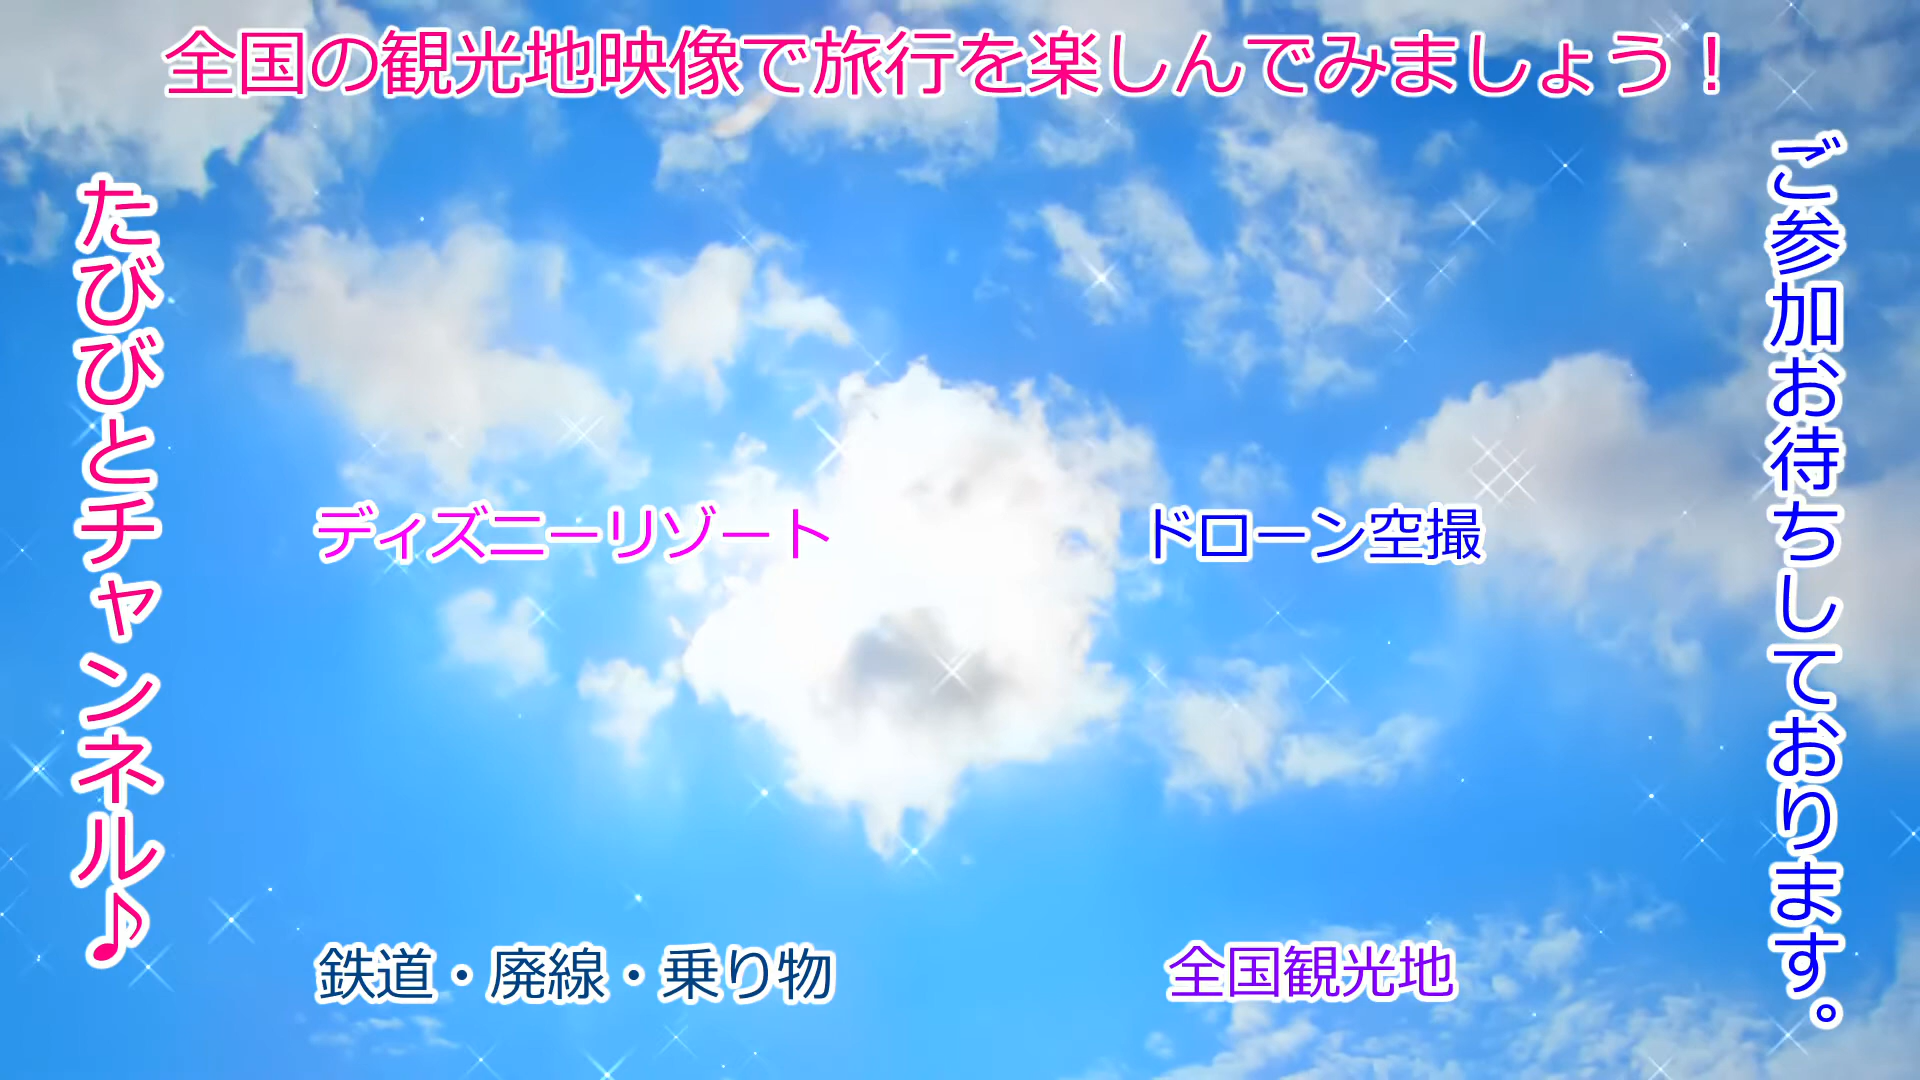 全国の観光地映像で旅行を楽しんでみましょう！
たびびとチャンネル♪
ご参加お待ちしております。
ディズニーリゾート
ドローン空撮
鉄道・廃線・乗り物
全国観光地